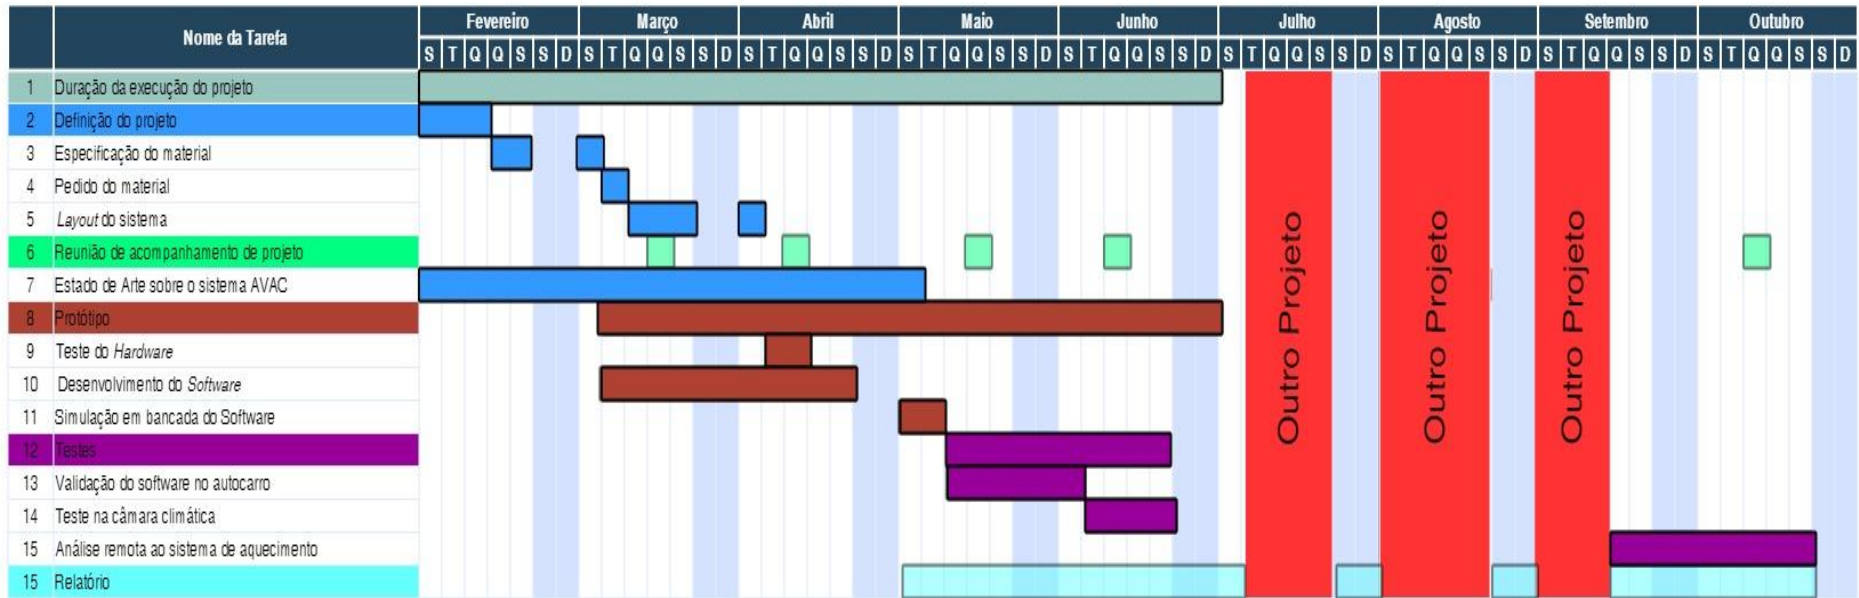 Nome da Tarefa
Fevereiro Março Abril Maio Junho Julho Agosto Setembro Outubro
S T Q Q S S D S T Q Q S S D S T Q Q S S D S T Q Q S S D S T Q Q S S D S T Q Q S S D S T Q Q S S D S T Q Q S S D S T Q Q S S D
1 Duração da execução do projeto
2 Definição do projeto
3 Especificação do material
4 Pedido do material
5 Layout do sistema
6 Reunião de acompanhamento de projeto
7 Estado de Arte sobre o sistema AVAC
8 Protótipo
9 Teste do Hardware
10 Desenvolvimento do Software
11 Simulação em bancada do Software
12 Testes
13 Validação do software no autocarro
14 Teste na câmara climática
15 Análise remota ao sistema de aquecimento
15 Relatório
Outro Projeto
Outro Projeto
Outro Projeto